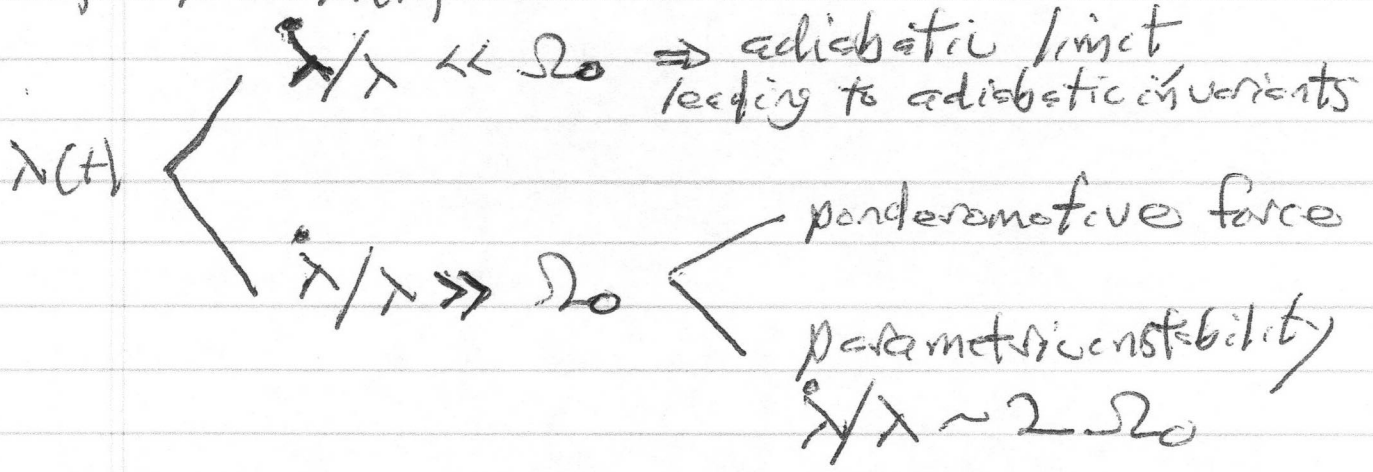 λ̇/λ << Ω₀ ⇒ adiabatic limit
leading to adiabatic invariants
λ(t)
ponderomotive force
λ̇/λ >> Ω₀
parametric instability
λ̇/λ ~ 2Ω₀